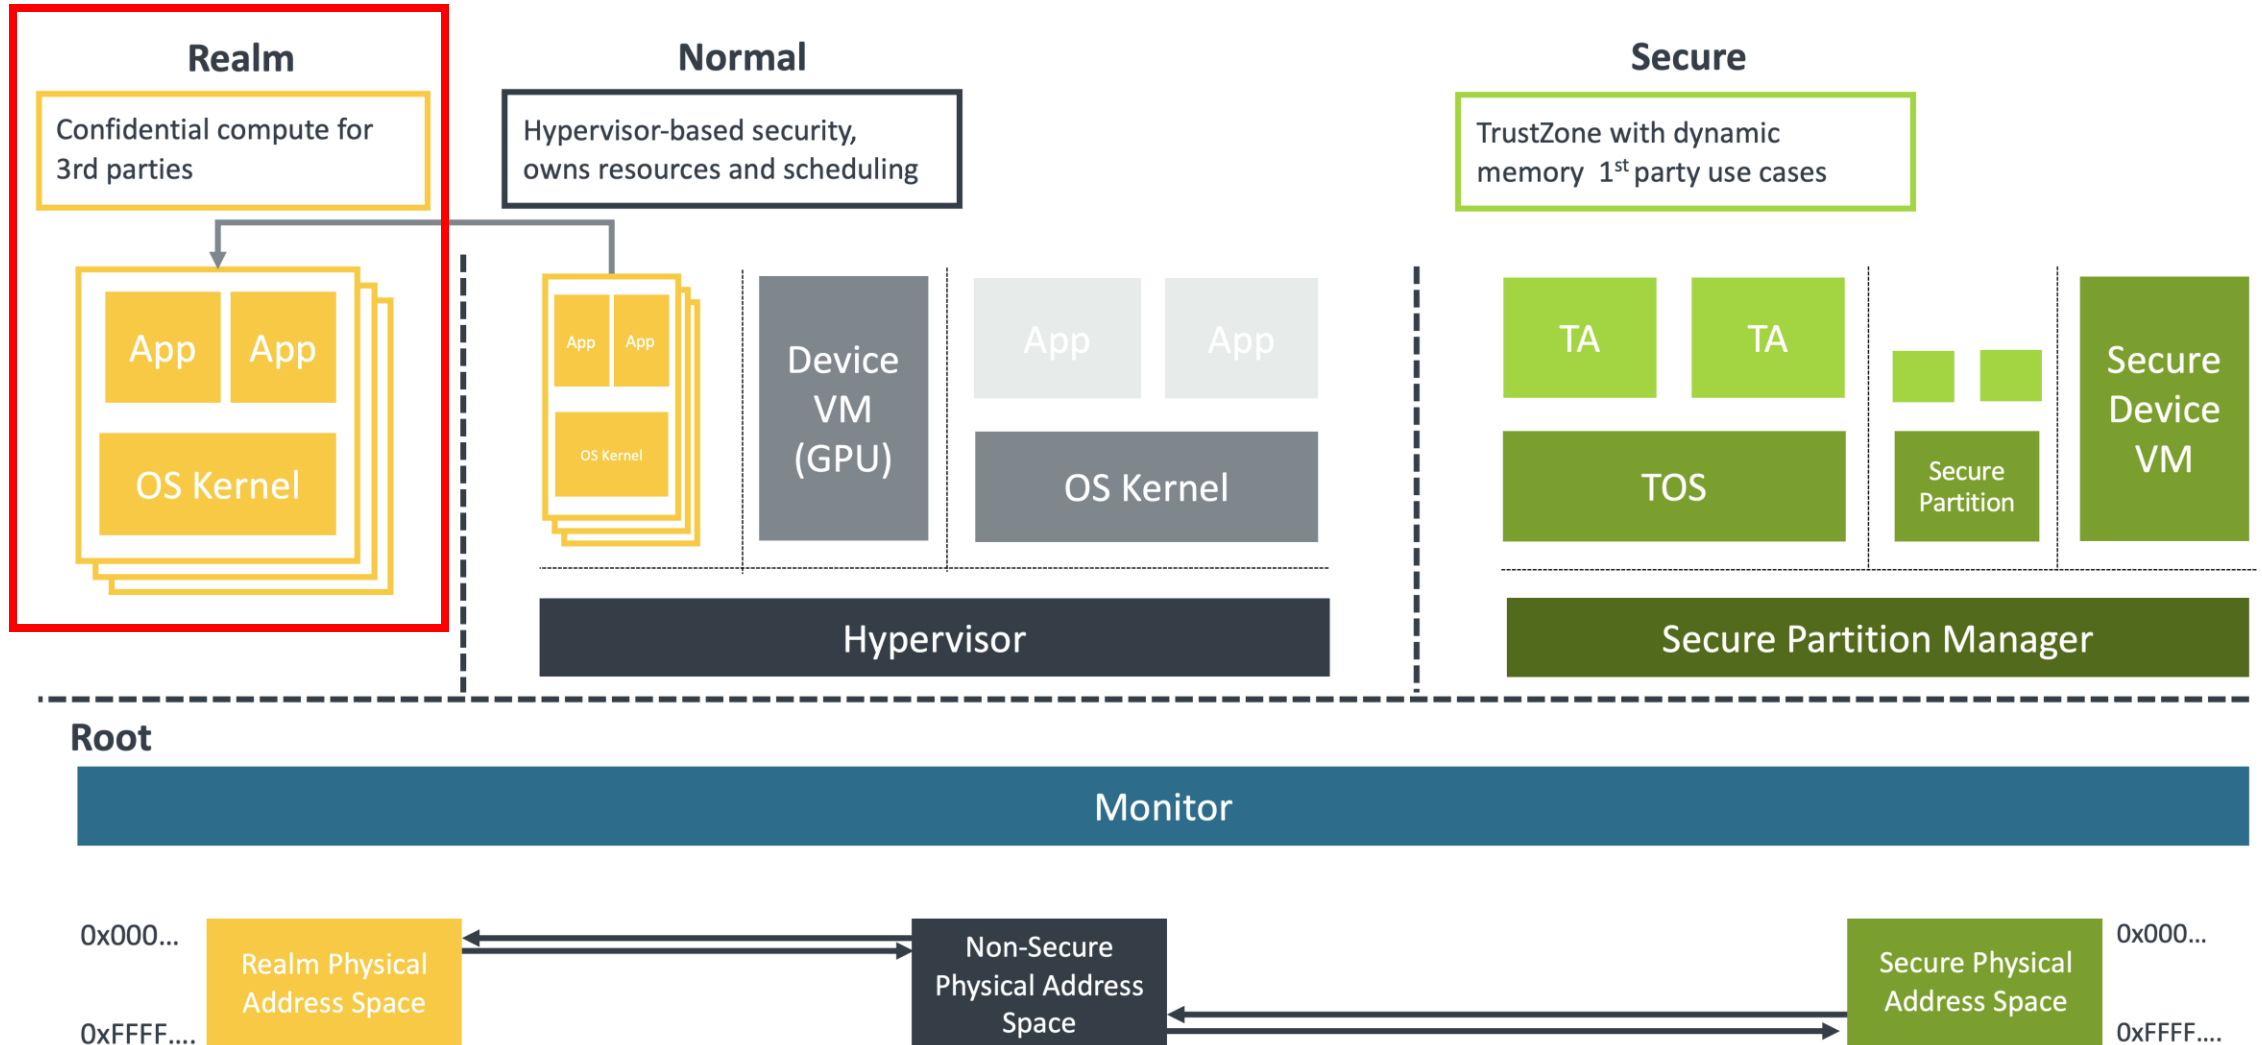 Realm
Normal
Secure
Confidential compute for
3rd parties
Hypervisor-based security,
owns resources and scheduling
TrustZone with dynamic
memory 1st party use cases
App
App
OS Kernel
App
App
OS Kernel
Device
VM
(GPU)
App
App
OS Kernel
Hypervisor
TA
TA
TOS
Secure
Partition
Secure
Device
VM
Secure Partition Manager
Root
Monitor
0x000...
0xFFFF....
Realm Physical
Address Space
Non-Secure
Physical Address
Space
Secure Physical
Address Space
0x000...
0xFFFF....